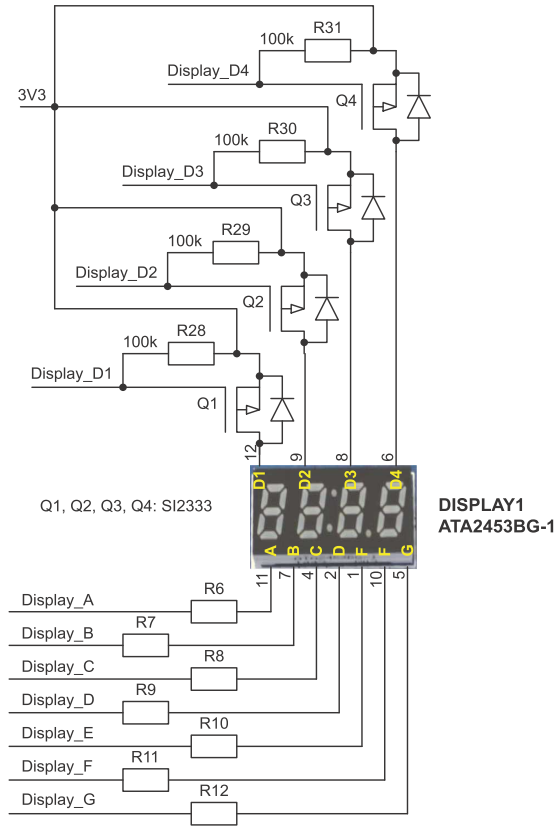 R31
100k
Display_D4
Q4
3V3
R30
100k
Display_D3
Q3
R29
100k
Display_D2
Q2
R28
100k
Display_D1
Q1
12 9 8 6
D1 D2 D3 D4
Q1, Q2, Q3, Q4: SI2333
DISPLAY1
ATA2453BG-1
A B C D F F G
11 7 4 2 1 10 5
Display_A R6
Display_B R7
Display_C R8
Display_D R9
Display_E R10
Display_F R11
Display_G R12